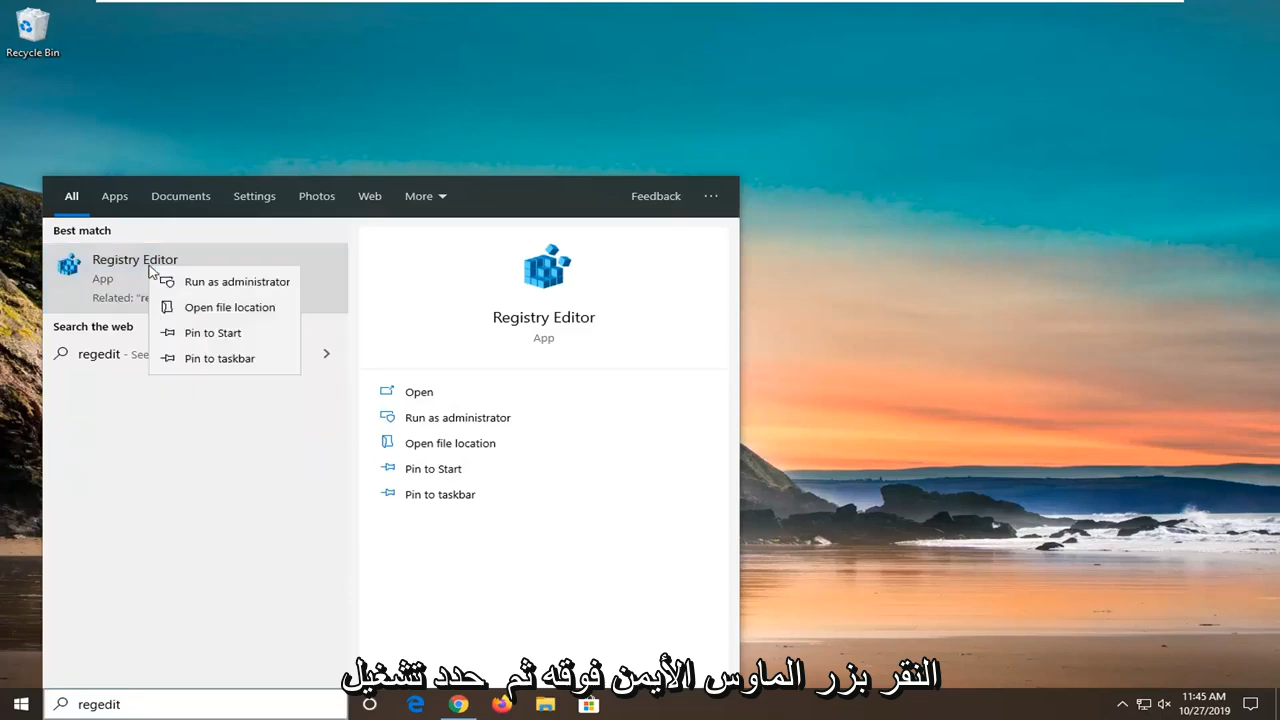 Recycle Bin
All Apps Documents Settings Photos Web More Feedback ...
Best match
Registry Editor
App
Related: "re
Run as administrator
Open file location
Pin to Start
Pin to taskbar
Search the web
regedit - See
Registry Editor
App
Open
Run as administrator
Open file location
Pin to Start
Pin to taskbar
النقر بزر الماوس الأيمن فوقه ثم حدد تشغيل
regedit
11:45 AM
10/27/2019